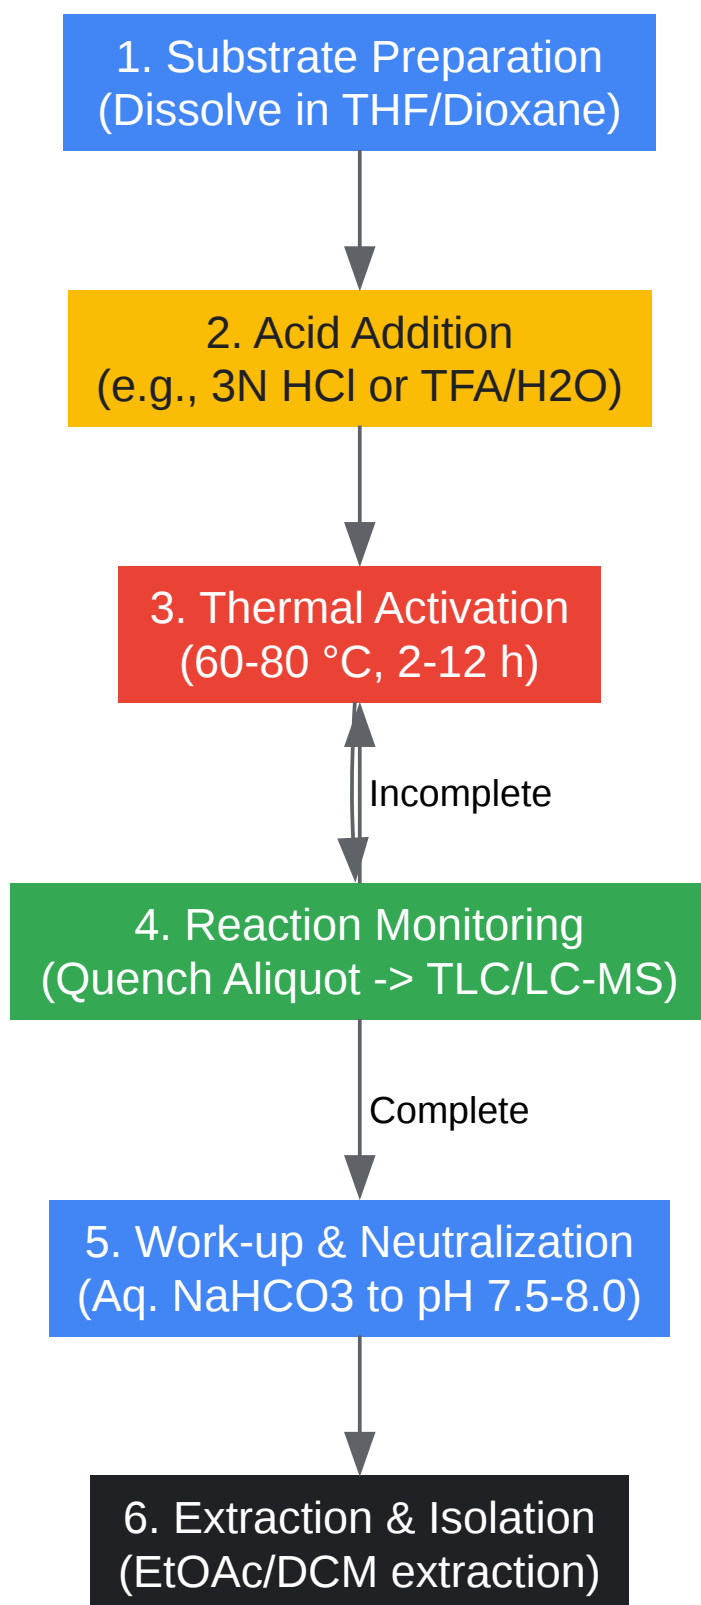 1. Substrate Preparation
(Dissolve in THF/Dioxane)
2. Acid Addition
(e.g., 3N HCl or TFA/H2O)
3. Thermal Activation
(60-80 °C, 2-12 h)
Incomplete
4. Reaction Monitoring
(Quench Aliquot -> TLC/LC-MS)
Complete
5. Work-up & Neutralization
(Aq. NaHCO3 to pH 7.5-8.0)
6. Extraction & Isolation
(EtOAc/DCM extraction)